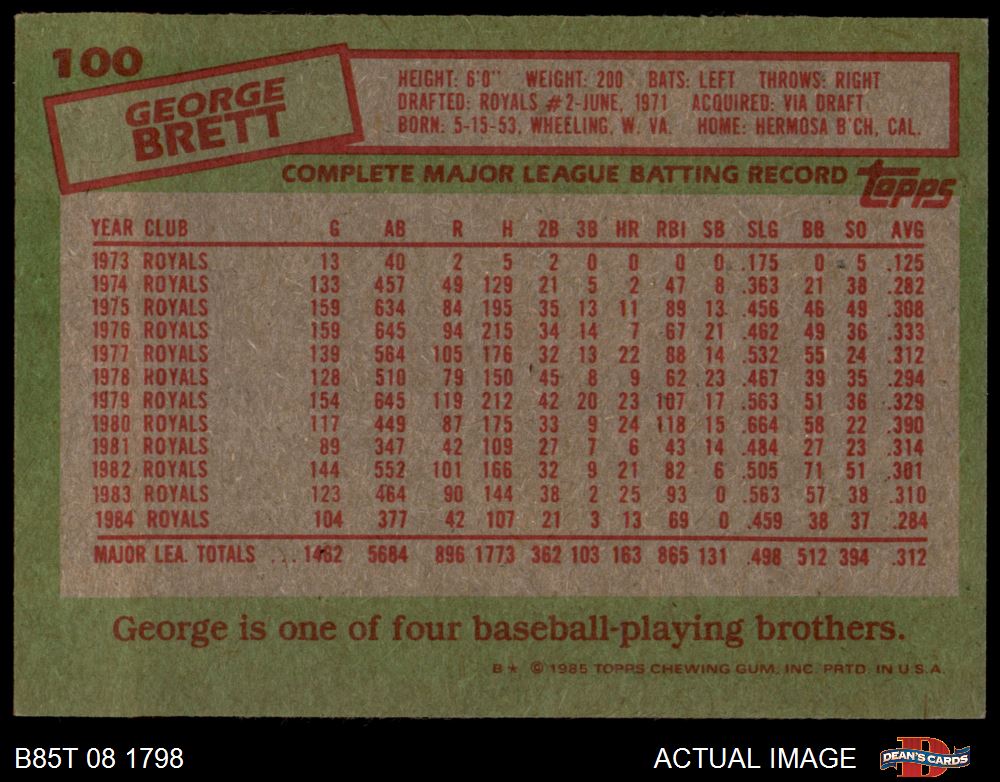 100
GEORGE
BRETT
HEIGHT: 6'0" WEIGHT: 200 BATS: LEFT THROWS: RIGHT
DRAFTED: ROYALS #2-JUNE, 1971 ACQUIRED: VIA DRAFT
BORN: 5-15-53, WHEELING, W. VA. HOME: HERMOSA B'CH, CAL.
COMPLETE MAJOR LEAGUE BATTING RECORD topps
YEAR CLUB G AB R H 2B 3B HR RBI SB SLG BB SO AVG
1973 ROYALS 13 40 2 5 2 0 0 0 0 .175 0 5 .125
1974 ROYALS 133 457 49 129 21 5 2 47 8 .363 21 38 .282
1975 ROYALS 159 634 84 195 35 13 11 89 13 .456 46 49 .308
1976 ROYALS 159 645 94 215 34 14 7 67 21 .462 49 36 .333
1977 ROYALS 139 564 105 176 32 13 22 88 14 .532 55 24 .312
1978 ROYALS 128 510 79 150 45 8 9 62 23 .467 39 35 .294
1979 ROYALS 154 645 119 212 42 20 23 107 17 .563 51 36 .329
1980 ROYALS 117 449 87 175 33 9 24 118 15 .664 58 22 .390
1981 ROYALS 89 347 42 109 27 7 6 43 14 .484 27 23 .314
1982 ROYALS 144 552 101 166 32 9 21 82 6 .505 71 51 .301
1983 ROYALS 123 464 90 144 38 2 25 93 0 .563 57 38 .310
1984 ROYALS 104 377 42 107 21 3 13 69 0 .459 38 37 .284
MAJOR LEA. TOTALS ... 1462 5684 896 1773 362 103 163 865 131 .498 512 394 .312
George is one of four baseball-playing brothers.
B★ © 1985 TOPPS CHEWING GUM, INC. PRTD. IN U.S.A.
B85T 08 1798 ACTUAL IMAGE DEAN'S CARDS